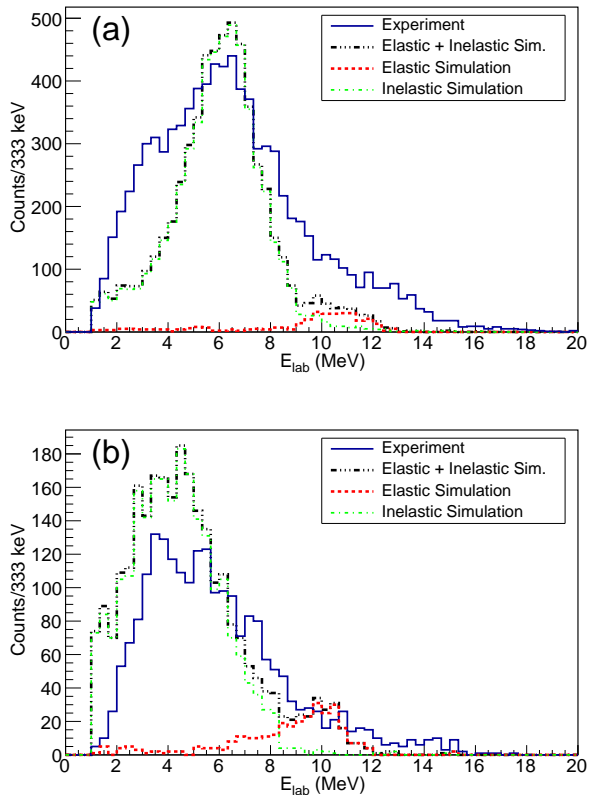 (a)
Experiment
Elastic + Inelastic Sim.
Elastic Simulation
Inelastic Simulation
Counts/333 keV
500
400
300
200
100
0
0 2 4 6 8 10 12 14 16 18 20
E_lab (MeV)
(b)
Experiment
Elastic + Inelastic Sim.
Elastic Simulation
Inelastic Simulation
Counts/333 keV
180
160
140
120
100
80
60
40
20
0
0 2 4 6 8 10 12 14 16 18 20
E_lab (MeV)